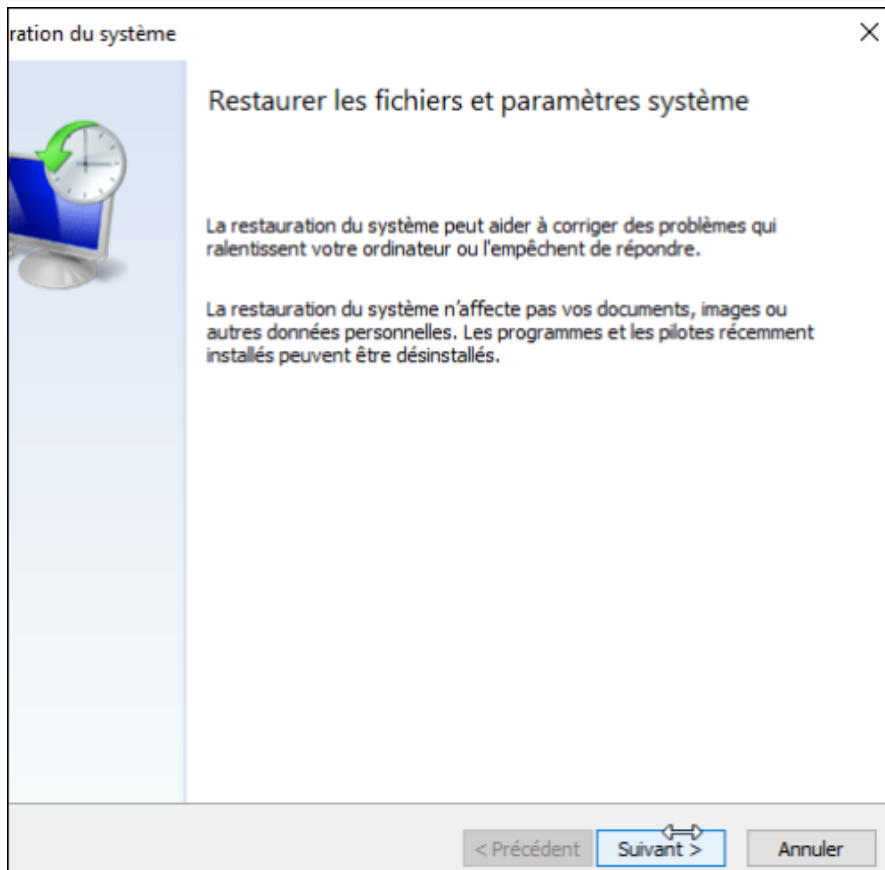 ration du système
Restaurer les fichiers et paramètres système
La restauration du système peut aider à corriger des problèmes qui
ralentissent votre ordinateur ou l'empêchent de répondre.
La restauration du système n’affecte pas vos documents, images ou
autres données personnelles. Les programmes et les pilotes récemment
installés peuvent être désinstallés.
< Précédent Suivant > Annuler